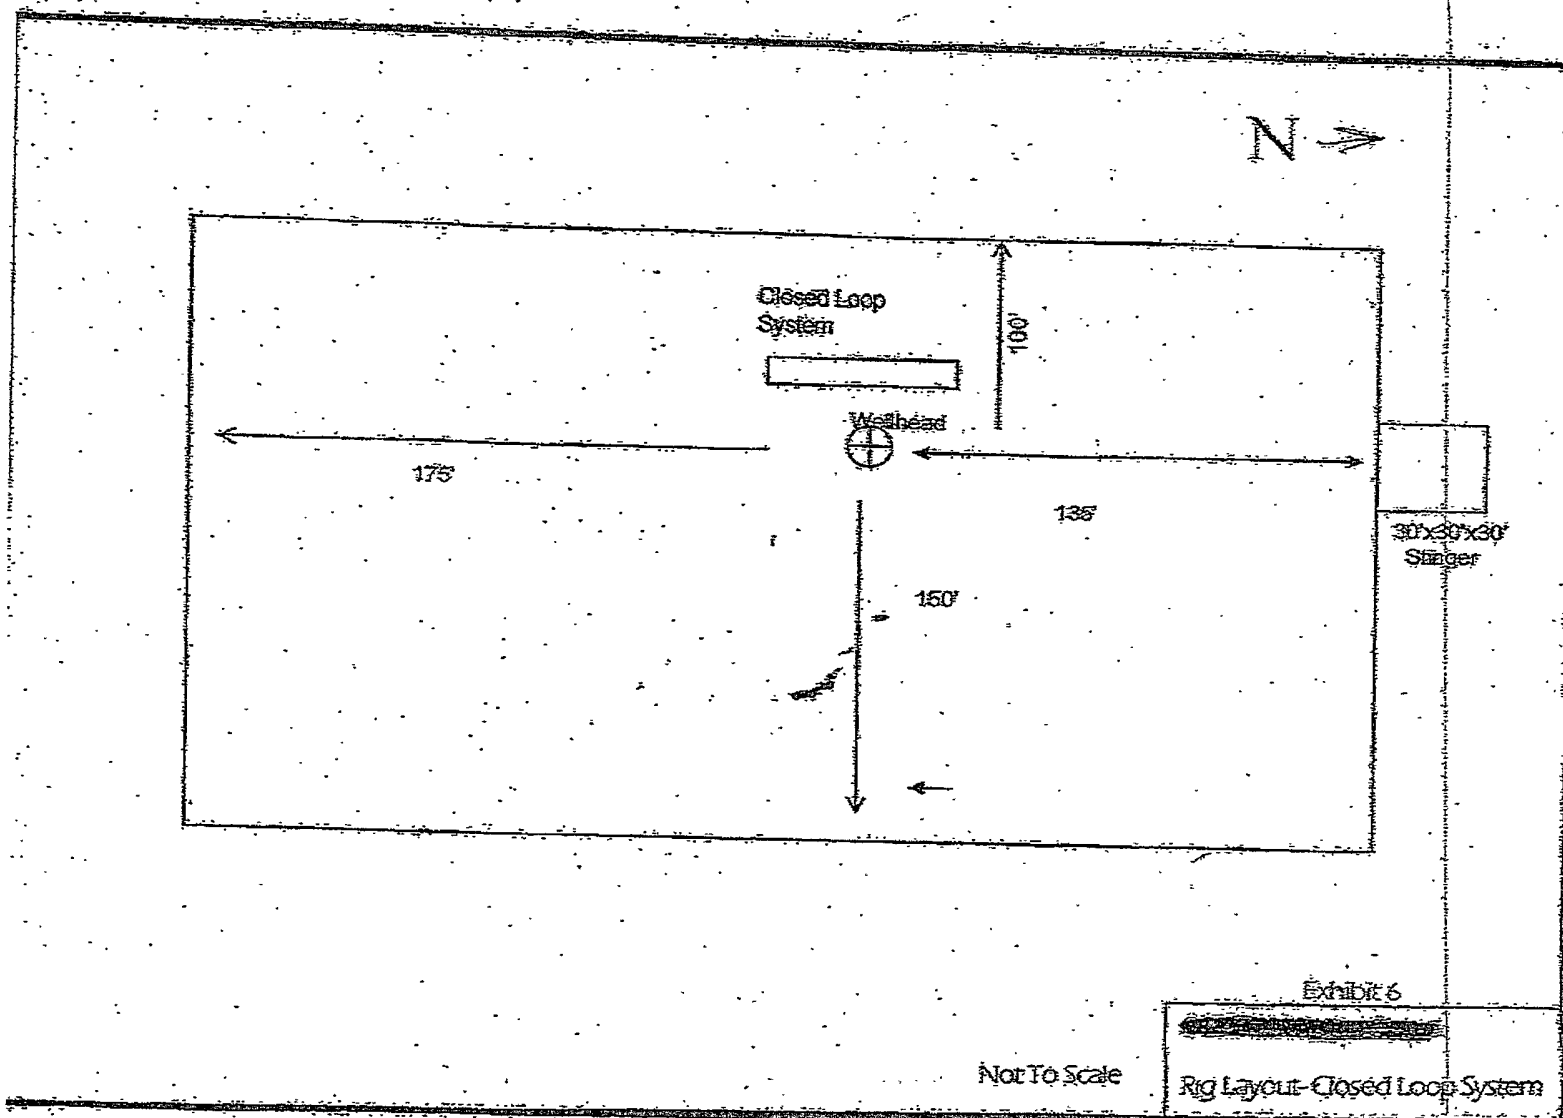 N
Closed Loop
System
100'
Wellhead
175'
135'
30'x30'x30'
Stinger
150'
Exhibit 6
Not To Scale
Rig Layout-Closed Loop System